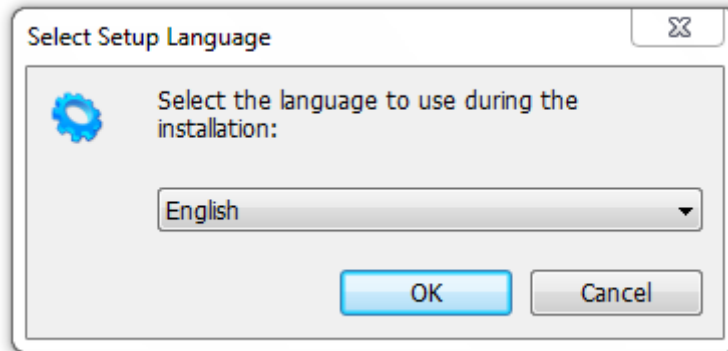 Select Setup Language
Select the language to use during the
installation:
English
OK
Cancel